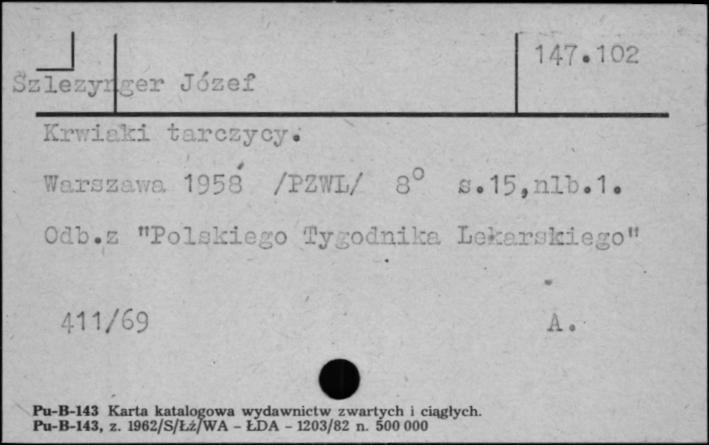 147.102
Szlezynger Józef
Krwiaki tarczycy.
Warszawa 1958 /PZWL/ 8° s.15,nlb.1.
Odb.z "Polskiego Tygodnika Lekarskiego"
411/69 A.
Pu-B-143 Karta katalogowa wydawnictw zwartych i ciągłych.
Pu-B-143, z. 1962/S/Łź/WA - ŁDA - 1203/82 n. 500 000